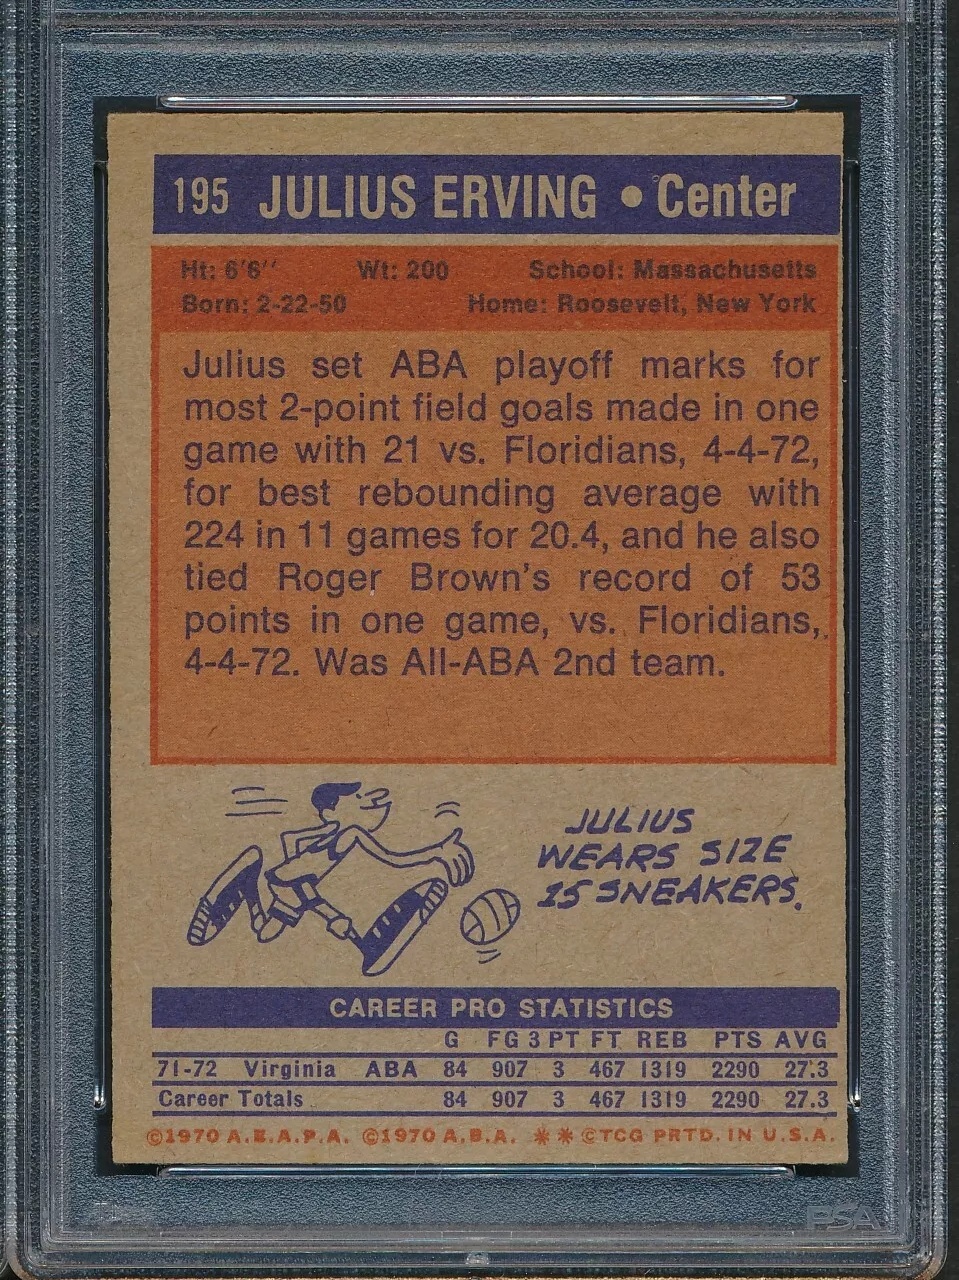 195 JULIUS ERVING • Center
Ht: 6'6'' Wt: 200 School: Massachusetts
Born: 2-22-50 Home: Roosevelt, New York
Julius set ABA playoff marks for
most 2-point field goals made in one
game with 21 vs. Floridians, 4-4-72,
for best rebounding average with
224 in 11 games for 20.4, and he also
tied Roger Brown's record of 53
points in one game, vs. Floridians,
4-4-72. Was All-ABA 2nd team.
JULIUS
WEARS SIZE
15 SNEAKERS.
CAREER PRO STATISTICS
G FG 3 PT FT REB PTS AVG
71-72 Virginia ABA 84 907 3 467 1319 2290 27.3
Career Totals 84 907 3 467 1319 2290 27.3
©1970 A.B.A.P.A. ©1970 A.B.A. ** ©TCG PRTD. IN U.S.A.
PSA